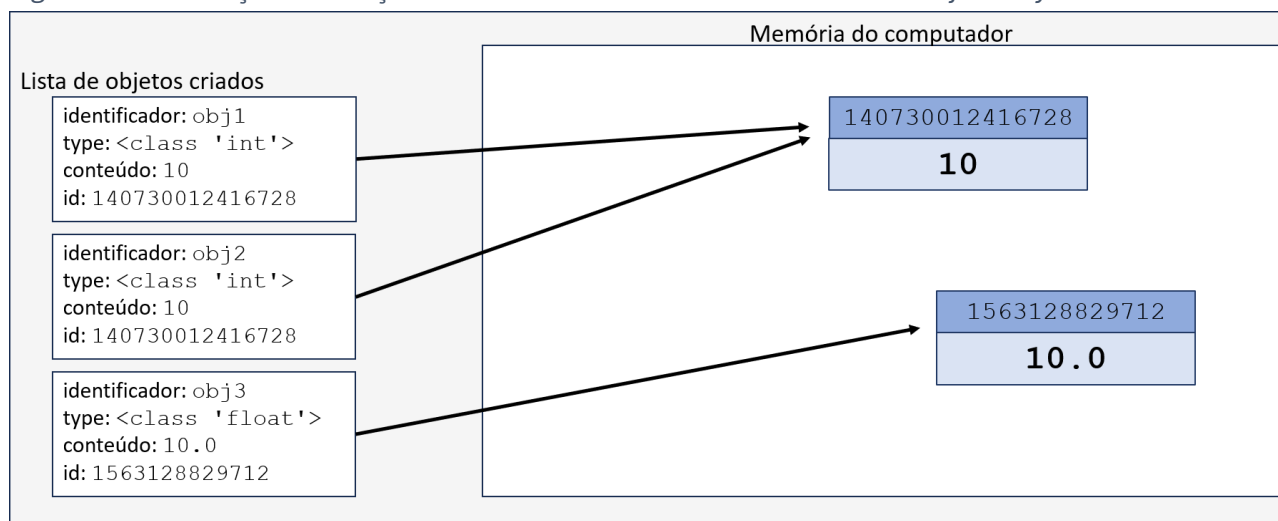 Memória do computador
Lista de objetos criados
identificador: obj1
type: <class 'int'>
conteúdo: 10
id: 140730012416728
identificador: obj2
type: <class 'int'>
conteúdo: 10
id: 140730012416728
identificador: obj3
type: <class 'float'>
conteúdo: 10.0
id: 1563128829712
140730012416728
10
1563128829712
10.0